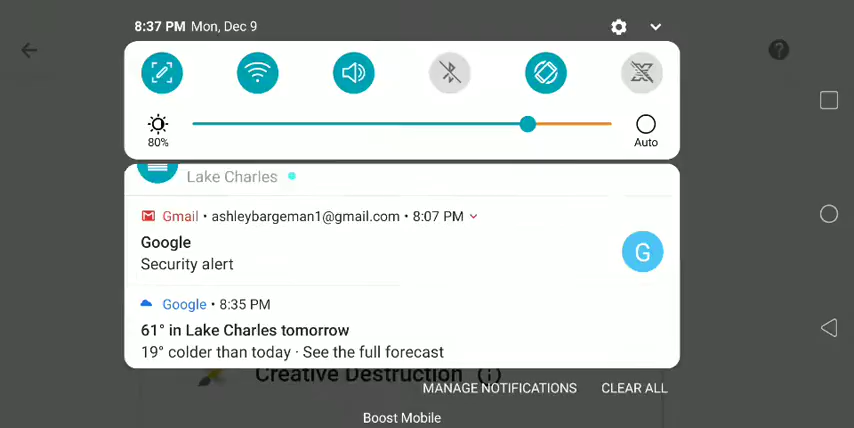 8:37 PM Mon, Dec 9
80%
Auto
Lake Charles
Gmail • ashleybargeman1@gmail.com • 8:07 PM
Google
Security alert
G
Google • 8:35 PM
61° in Lake Charles tomorrow
19° colder than today · See the full forecast
Creative Destruction
MANAGE NOTIFICATIONS CLEAR ALL
Boost Mobile